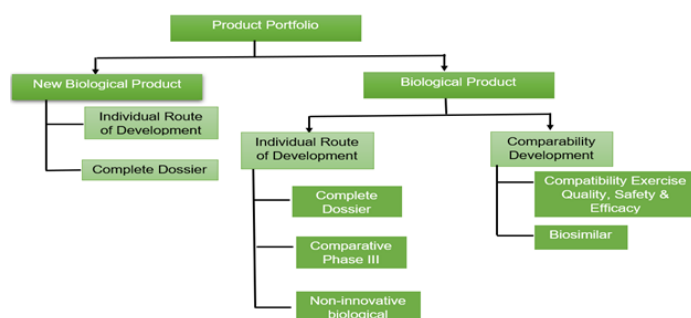 Product Portfolio
New Biological Product
Biological Product
Individual Route
of Development
Complete Dossier
Individual Route
of Development
Complete
Dossier
Comparative
Phase III
Non-innovative
biological
Comparability
Development
Compatibility Exercise
Quality, Safety &
Efficacy
Biosimilar